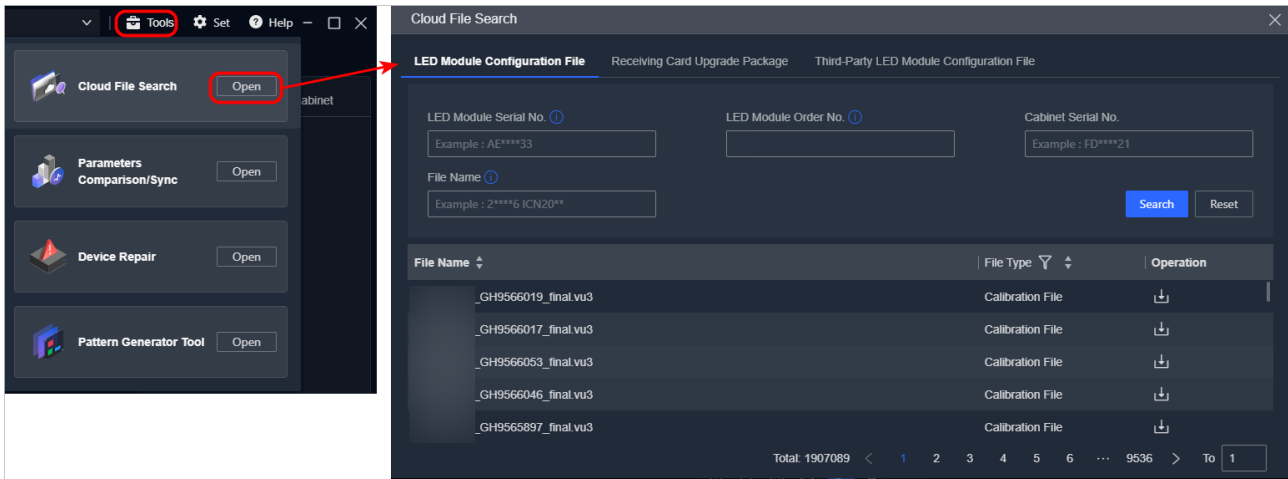 Tools Set Help
Cloud File Search Open
abinet
Parameters
Comparison/Sync Open
Device Repair Open
Pattern Generator Tool Open
Cloud File Search
LED Module Configuration File Receiving Card Upgrade Package Third-Party LED Module Configuration File
LED Module Serial No. LED Module Order No. Cabinet Serial No.
Example : AE****33 Example : FD****21
File Name
Example : 2****6 ICN20** Search Reset
File Name File Type Operation
_GH9566019_final.vu3 Calibration File
_GH9566017_final.vu3 Calibration File
_GH9566053_final.vu3 Calibration File
_GH9566046_final.vu3 Calibration File
_GH9565897_final.vu3 Calibration File
Total: 1907089 < 1 2 3 4 5 6 ··· 9536 > To 1